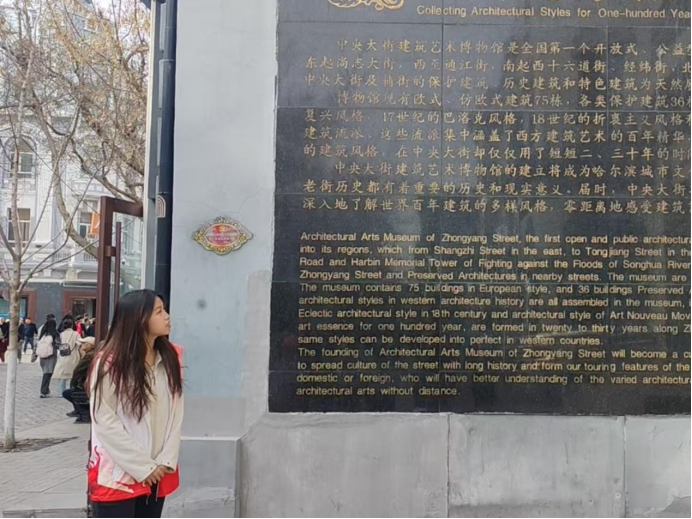 Collecting Architectural Styles for One-hundred Yea
中央大街建筑艺术博物馆是全国第一个开放式、公益
东起尚志大街，西至通江街，南起西十六道街、经纬街，北
中央大街及辅街的保护建筑、历史建筑和特色建筑为天然
博物馆现有欧式、仿欧式建筑75栋，各类保护建筑36
复兴风格，17世纪的巴洛克风格，18世纪的折衷主义风格
建筑流派，这些流派集中涵盖了西方建筑艺术的百年精华
的建筑风格，在中央大街却仅仅用了短短二、三十年的时
中央大街建筑艺术博物馆的建立将成为哈尔滨城市文
老街历史都有着重要的历史和现实意义。届时，中央大街
深入地了解世界百年建筑的多样风格，零距离地感受建筑
Architectural Arts Museum of Zhongyang Street, the first open and public architectu
into its regions, which from Shangzhi Street in the east, to Tongjiang Street in the
Road and Harbin Memorial Tower of Fighting against the Floods of Songhua Rive
Zhongyang Street and Preserved Architectures in nearby streets. The museum are
The museum contains 75 buildings in European style, and 36 buildings Preserved
architectural styles in western architecture history are all assembled in the museum,
Eclectic architectural style in 18th century and architectural style of Art Nouveau Mov
art essence for one hundred year, are formed in twenty to thirty years along Z
same styles can be developed into perfect in western countries.
The founding of Architectural Arts Museum of Zhongyang Street will become a cu
to spread culture of the street with long history and form our touring features of the
domestic or foreign, who will have better understanding of the varied architectu
architectural arts without distance.